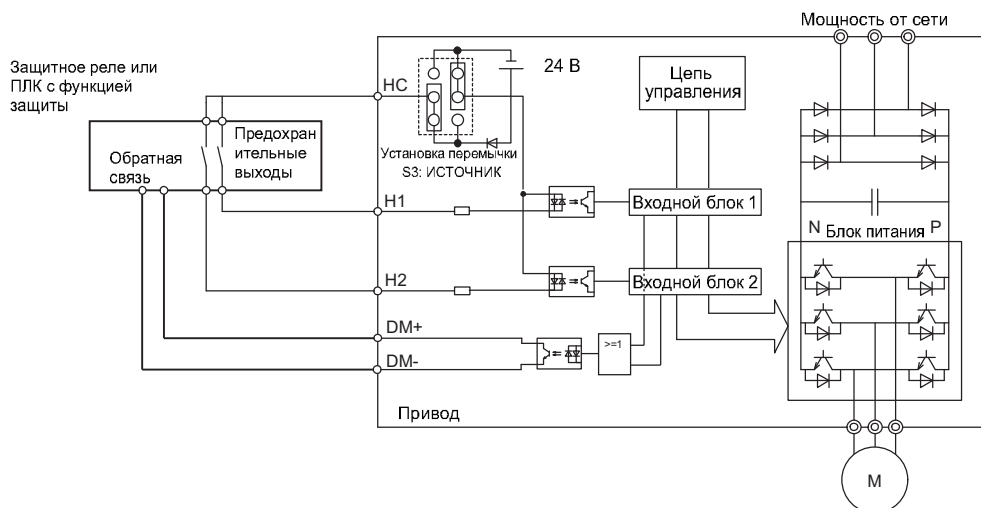 Мощность от сети
Защитное реле или
ПЛК с функцией
защиты
HC
24 В
Цепь
управления
Обратная
связь
Предохран
ительные
выходы
Установка перемычки
S3: ИСТОЧНИК
H1
Входной блок 1
N
Блок питания
P
H2
Входной блок 2
DM+
>=1
DM-
Привод
M